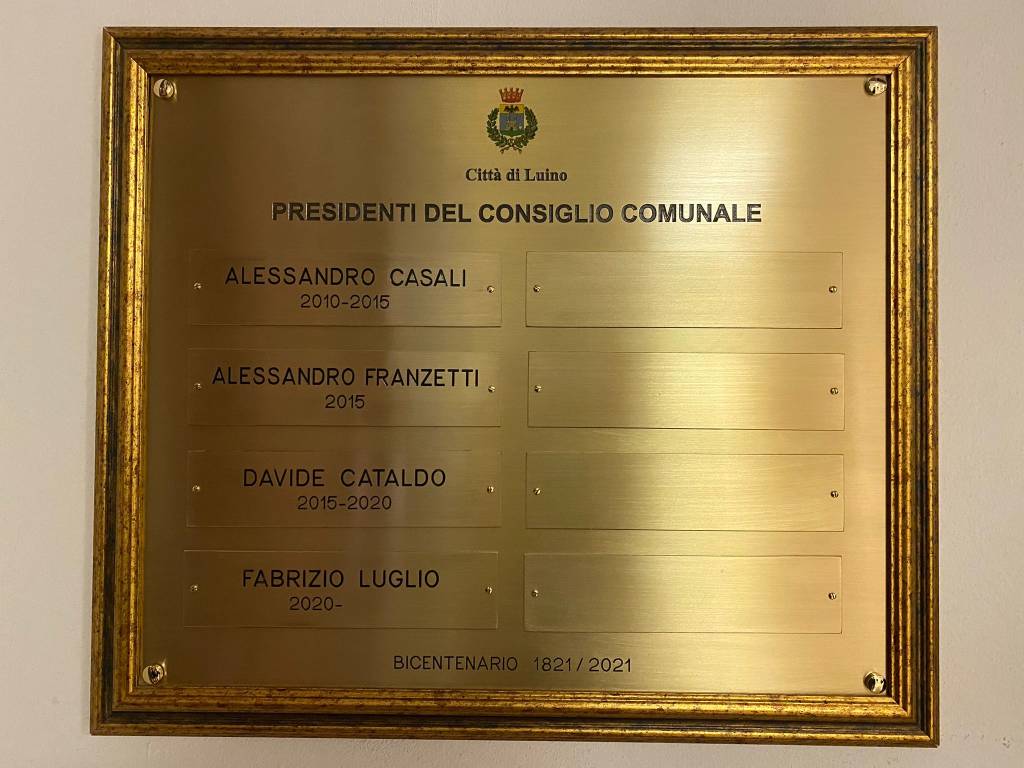 Città di Luino
PRESIDENTI DEL CONSIGLIO COMUNALE
ALESSANDRO CASALI
2010-2015
ALESSANDRO FRANZETTI
2015
DAVIDE CATALDO
2015-2020
FABRIZIO LUGLIO
2020-
BICENTENARIO 1821/2021